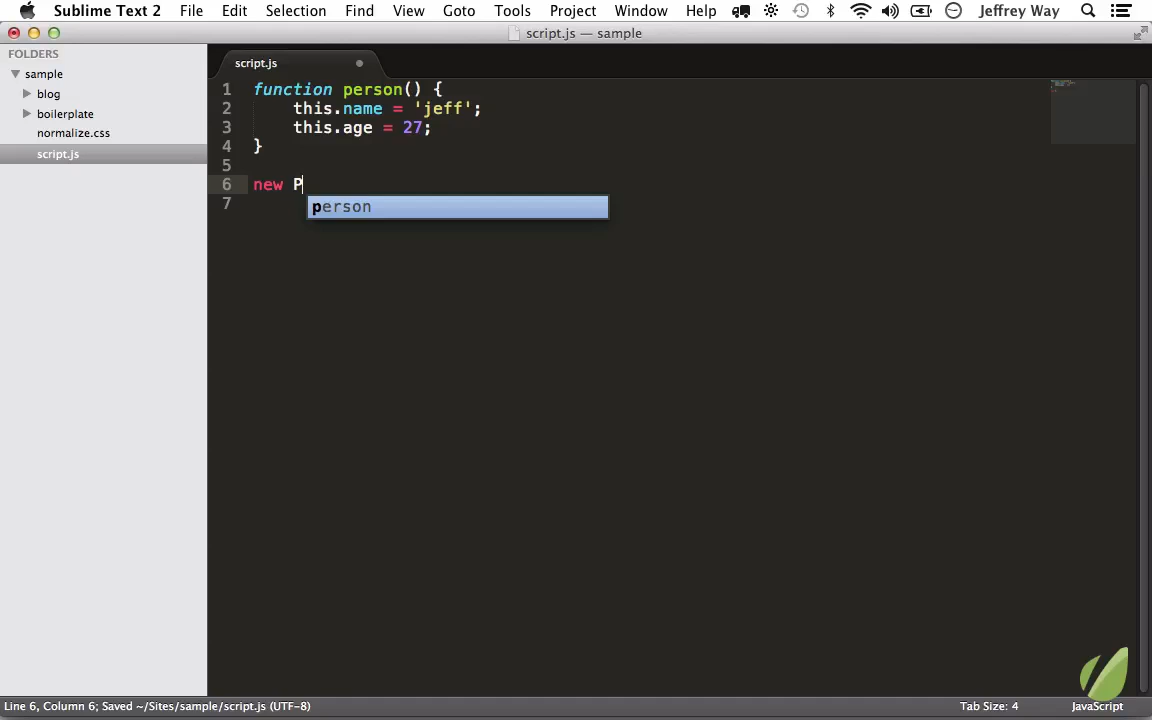 Sublime Text 2 File Edit Selection Find View Goto Tools Project Window Help Jeffrey Way
script.js — sample
FOLDERS
sample
blog
boilerplate
normalize.css
script.js
script.js
1 function person() {
2 this.name = 'jeff';
3 this.age = 27;
4 }
5
6 new P
person
7
Line 6, Column 6; Saved ~/Sites/sample/script.js (UTF-8) Tab Size: 4 JavaScript